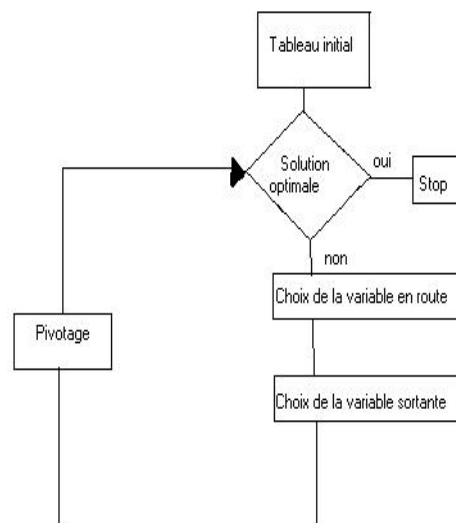 Tableau initial
Solution
optimale
oui
Stop
non
Choix de la variable en route
Pivotage
Choix de la variable sortante